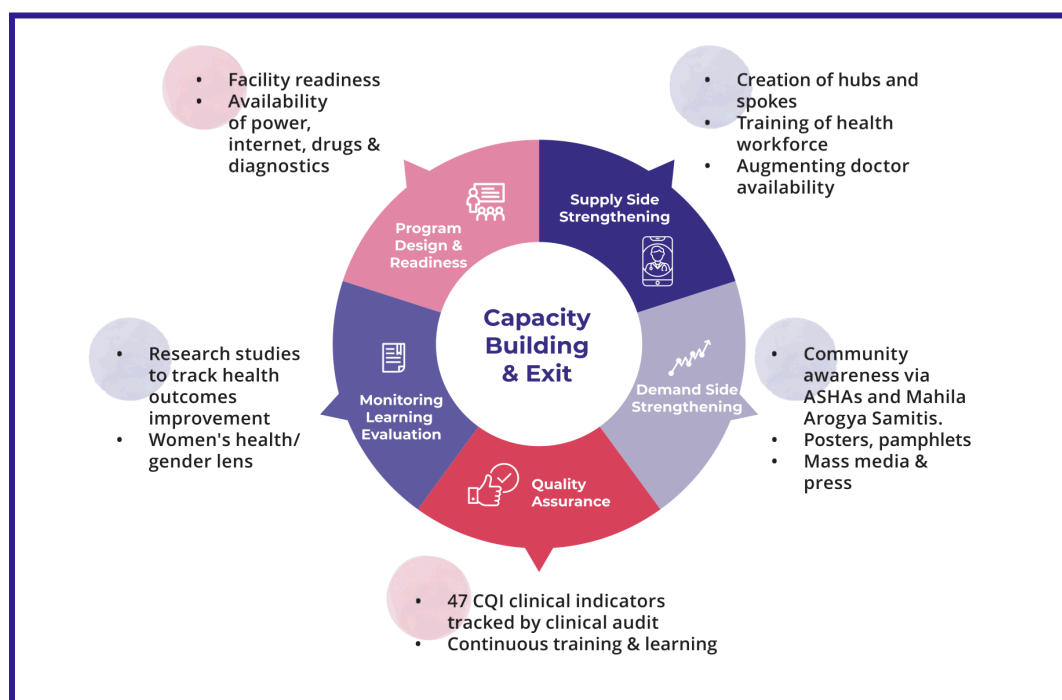 • Facility readiness
• Availability
of power,
internet, drugs &
diagnostics
• Creation of hubs and
spokes
• Training of health
workforce
• Augmenting doctor
availability
Program
Design &
Readiness
Supply Side
Strengthening
Capacity
Building
& Exit
• Research studies
to track health
outcomes
improvement
• Women's health/
gender lens
Monitoring
Learning
Evaluation
Demand Side
Strengthening
• Community
awareness via
ASHAs and Mahila
Arogya Samitis.
• Posters, pamphlets
• Mass media &
press
Quality
Assurance
• 47 CQI clinical indicators
tracked by clinical audit
• Continuous training & learning